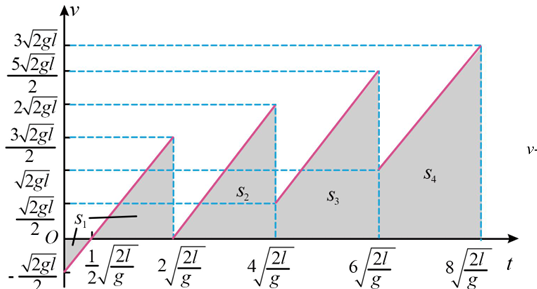 v
3√2gl
5√2gl/2
2√2gl
3√2gl/2
√2gl
√2gl/2
O
-√2gl/2
s₁
s₂
s₃
s₄
1/2√(2l/g)
2√(2l/g)
4√(2l/g)
6√(2l/g)
8√(2l/g)
t
v-